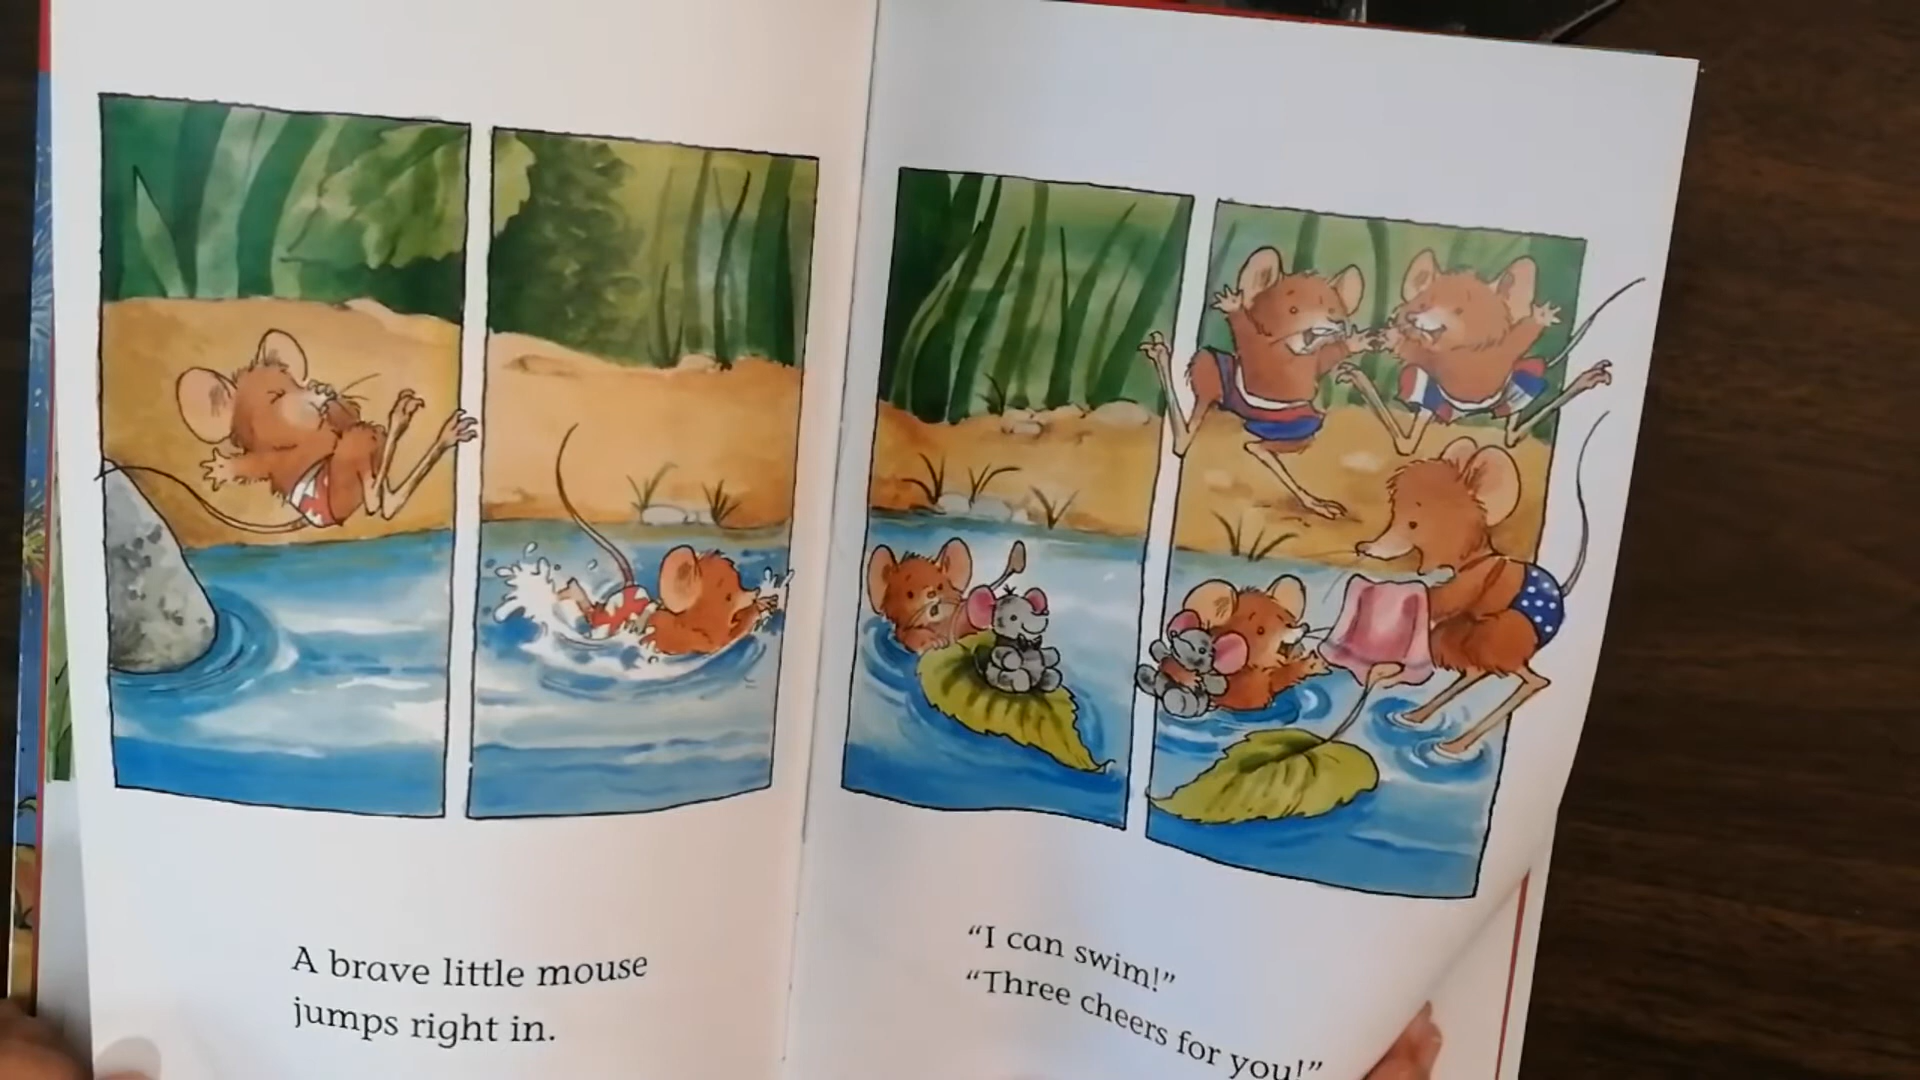 A brave little mouse
jumps right in.
“I can swim!”
“Three cheers for you!”